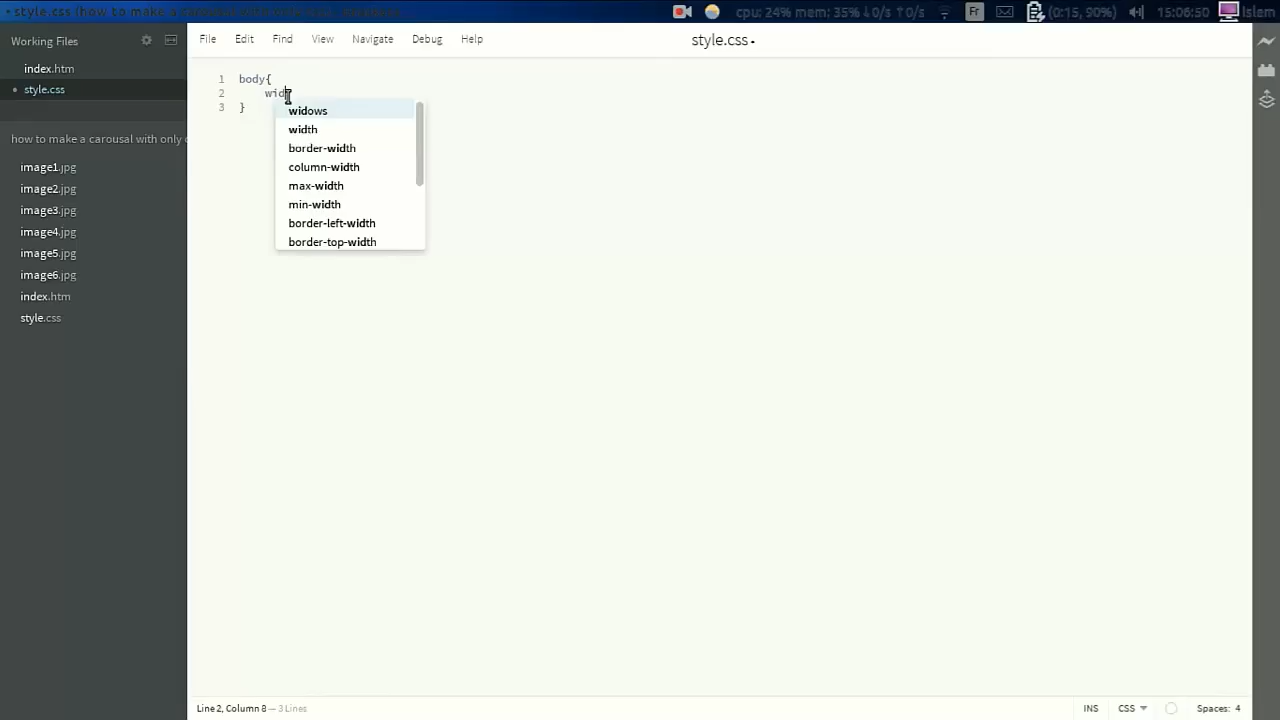 • style.css (how to make a carousal with only css) - Brackets
cpu: 24% mem: 35% ↓0/s ↑0/s
Fr
(0:15, 90%)
15:06:50
Islem
Working Files
index.htm
• style.css
how to make a carousal with only c
image1.jpg
image2.jpg
image3.jpg
image4.jpg
image5.jpg
image6.jpg
index.htm
style.css
File Edit Find View Navigate Debug Help
style.css •
1 body{
2 wid
3 }
widows
width
border-width
column-width
max-width
min-width
border-left-width
border-top-width
Line 2, Column 8 — 3 Lines
INS
CSS
Spaces: 4